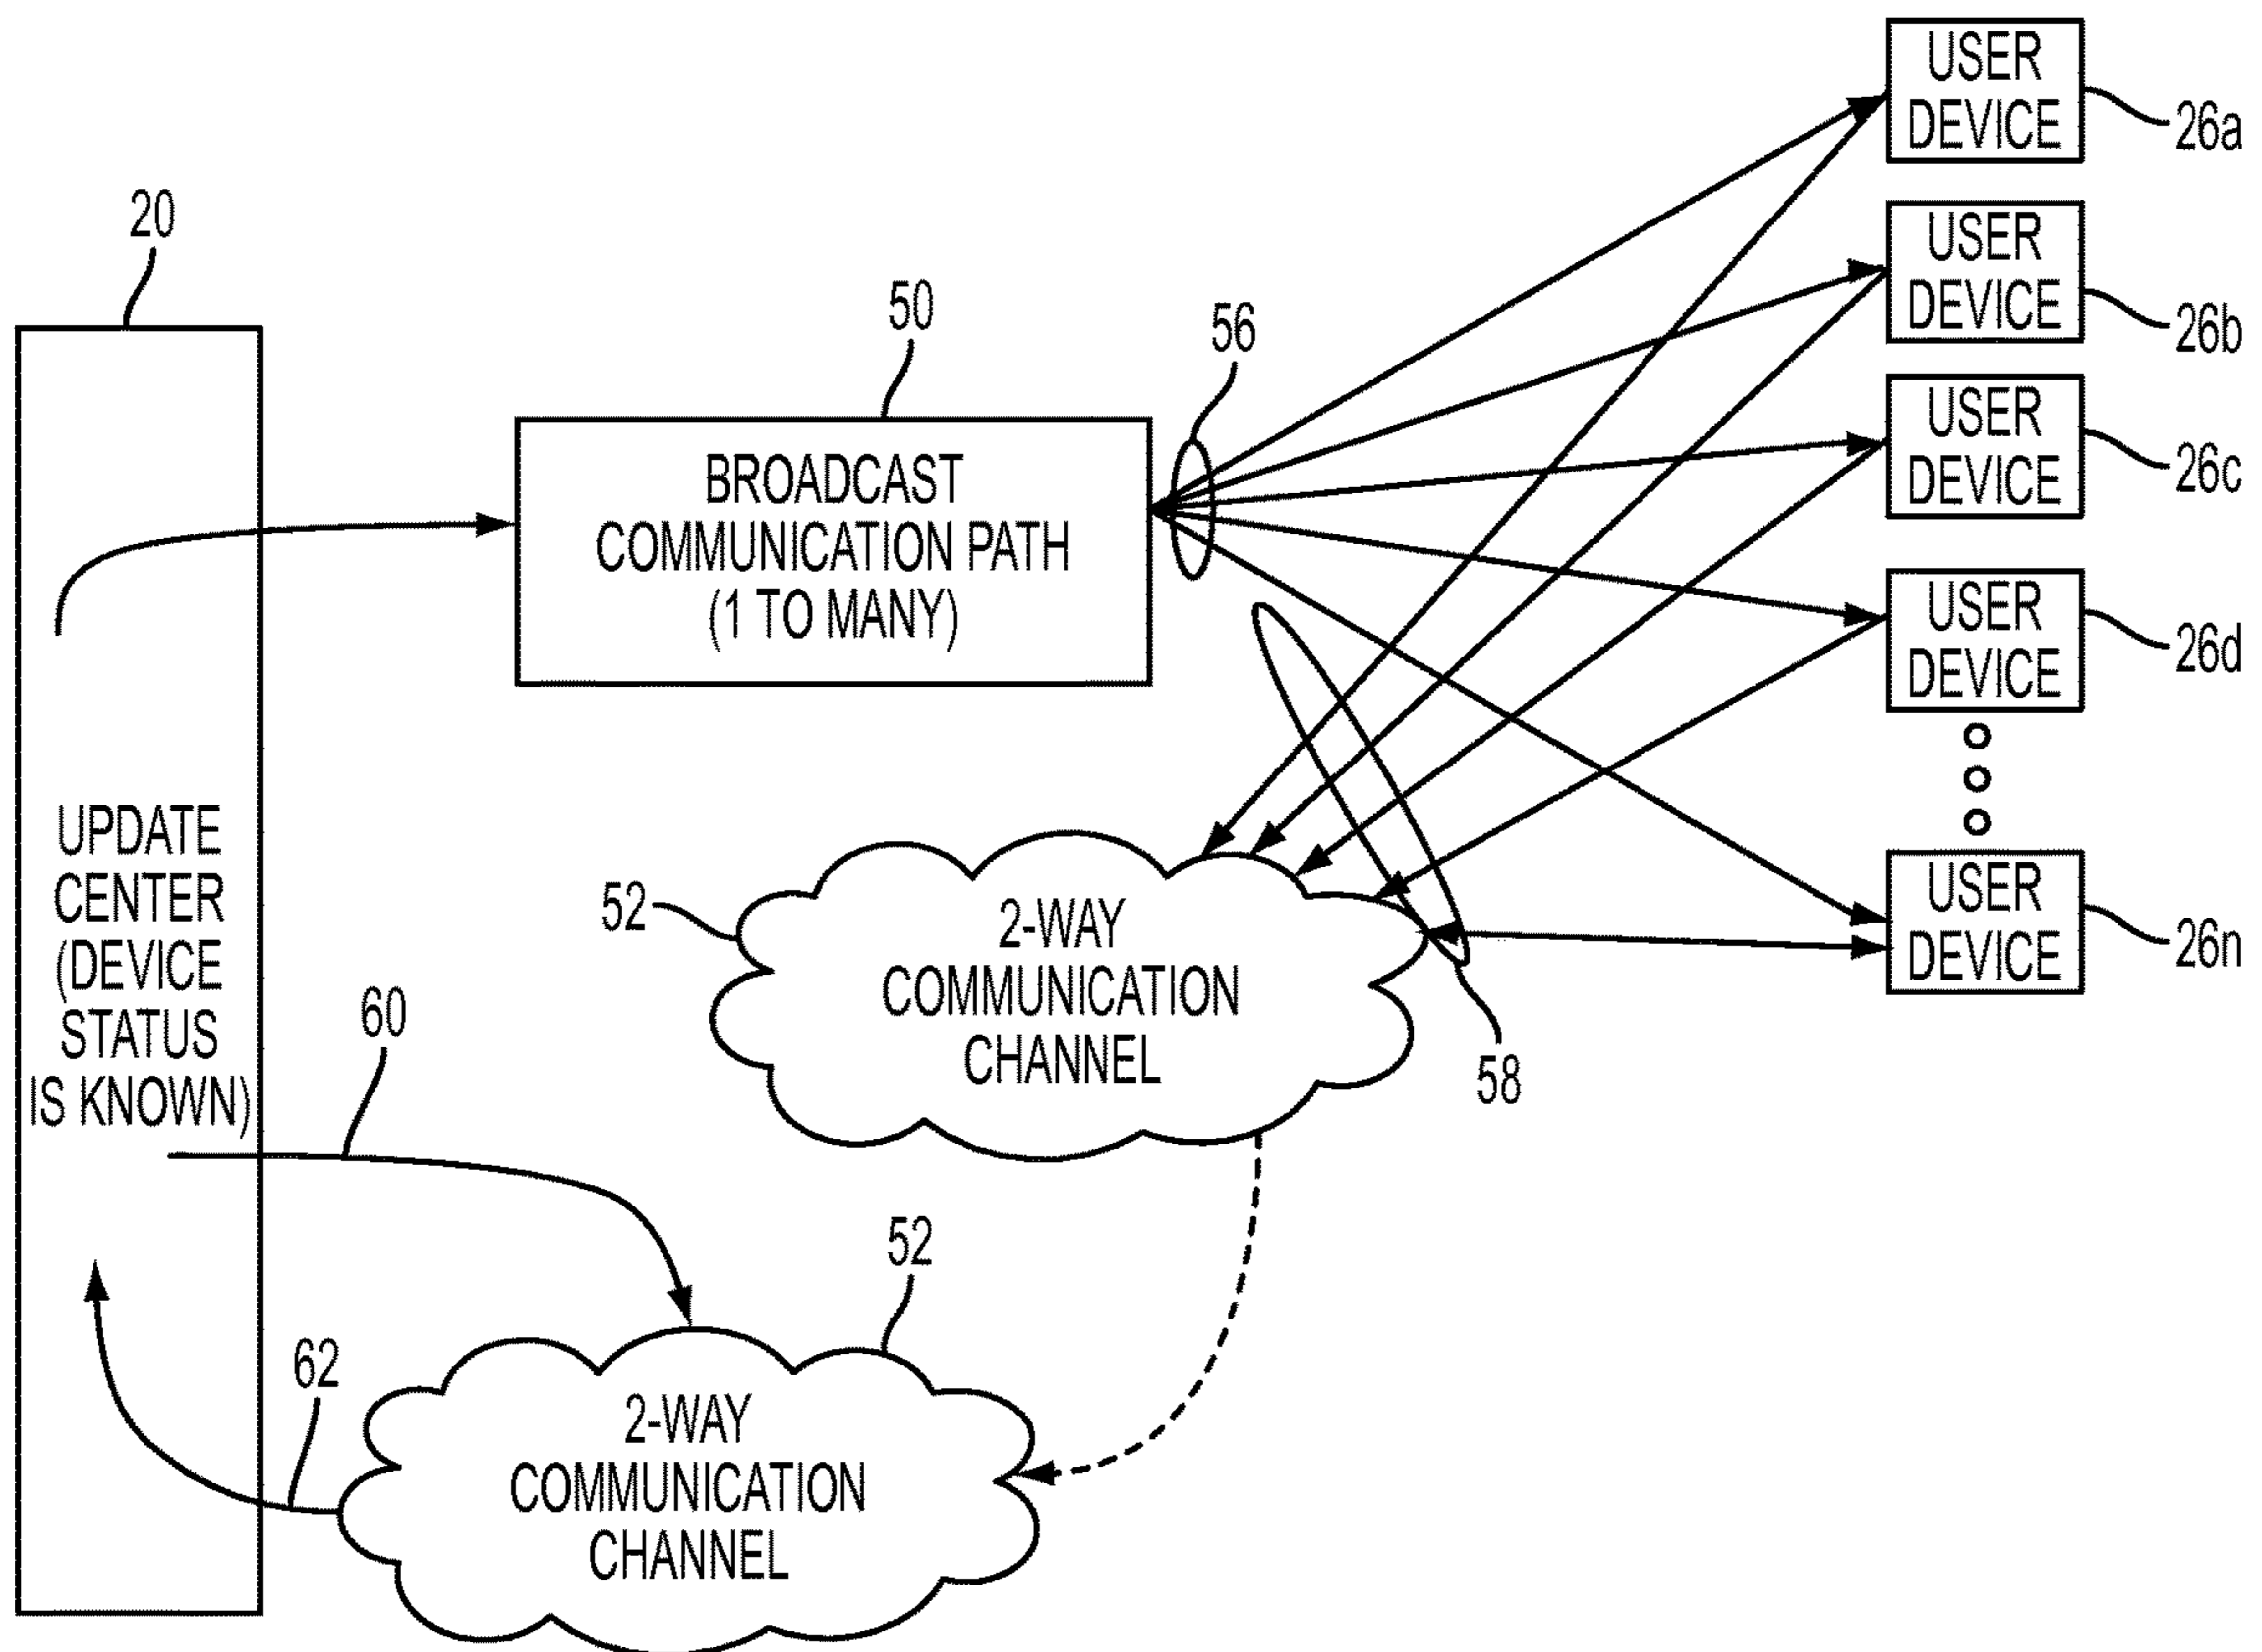 USER
DEVICE
26a
USER
DEVICE
26b
USER
DEVICE
26c
USER
DEVICE
26d
USER
DEVICE
26n
20
50
56
BROADCAST
COMMUNICATION PATH
(1 TO MANY)
UPDATE
CENTER
(DEVICE
STATUS
IS KNOWN)
52
2-WAY
COMMUNICATION
CHANNEL
58
60
52
62
2-WAY
COMMUNICATION
CHANNEL